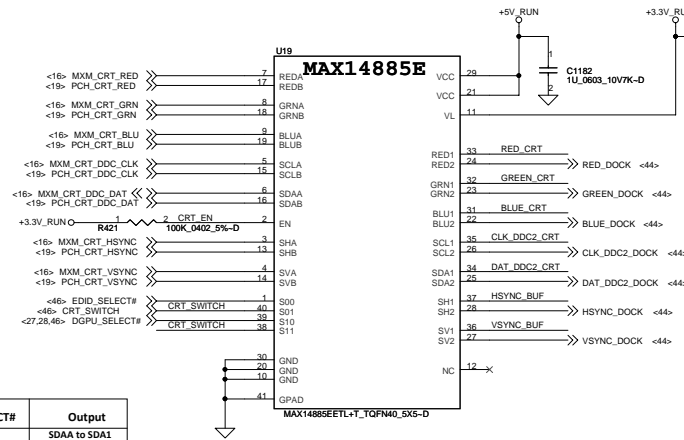 +5V_RUN
+3.3V_RU
U19
MAX14885E
1
C1182
1U_0603_10V7K~D
2
<16> MXM_CRT_RED 7 REDA
<19> PCH_CRT_RED 17 REDB
<16> MXM_CRT_GRN 8 GRNA
<19> PCH_CRT_GRN 18 GRNB
<16> MXM_CRT_BLU 9 BLUA
<19> PCH_CRT_BLU 19 BLUB
<16> MXM_CRT_DDC_CLK 5 SCLA
<19> PCH_CRT_DDC_CLK 15 SCLB
<16> MXM_CRT_DDC_DAT 6 SDAA
<19> PCH_CRT_DDC_DAT 16 SDAB
+3.3V_RUN 1 2 CRT_EN 2 EN
R421 100K_0402_5%~D
<16> MXM_CRT_HSYNC 3 SHA
<19> PCH_CRT_HSYNC 13 SHB
<16> MXM_CRT_VSYNC 4 SVA
<19> PCH_CRT_VSYNC 14 SVB
<46> EDID_SELECT# 1 S00
<46> CRT_SWITCH CRT_SWITCH 40 S01
<27,28,46> DGPU_SELECT# 39 S10
CRT_SWITCH 38 S11
30 GND
20 GND
10 GND
41 GPAD
VCC 29
VCC 21
VL 11
RED1 33 RED_CRT
RED2 24 RED_DOCK <44>
GRN1 32 GREEN_CRT
GRN2 23 GREEN_DOCK <44>
BLU1 31 BLUE_CRT
BLU2 22 BLUE_DOCK <44>
SCL1 35 CLK_DDC2_CRT
SCL2 26 CLK_DDC2_DOCK <44
SDA1 34 DAT_DDC2_CRT
SDA2 25 DAT_DDC2_DOCK <44
SH1 37 HSYNC_BUF
SH2 28 HSYNC_DOCK <44>
SV1 36 VSYNC_BUF
SV2 27 VSYNC_DOCK <44>
NC 12
MAX14885EETL+T_TQFN40_5X5~D
CT# Output
SDAA to SDA1